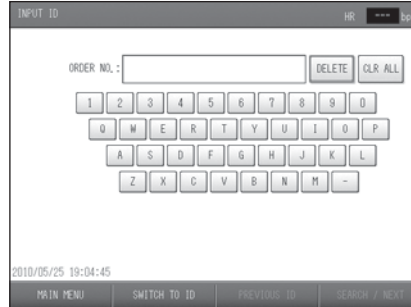 INPUT ID HR --- bp
ORDER NO.: DELETE CLR ALL
1 2 3 4 5 6 7 8 9 0
Q W E R T Y U I O P
A S D F G H J K L
Z X C V B N M -
2010/05/25 19:04:45
MAIN MENU SWITCH TO ID PREVIOUS ID SEARCH / NEXT